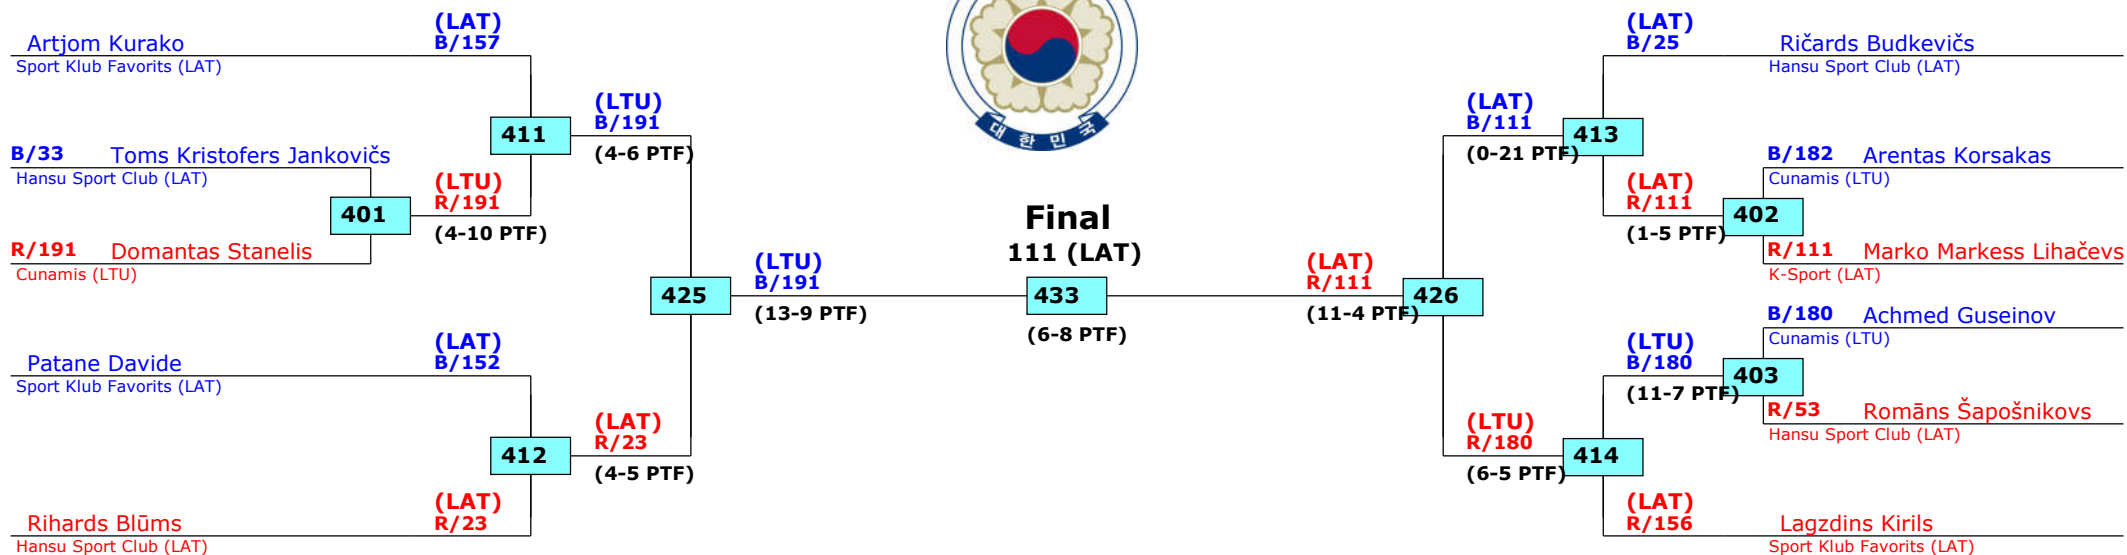 (LAT)
B/157
Artjom Kurako
Sport Klub Favorits (LAT)
B/33 Toms Kristofers Jankovičs
Hansu Sport Club (LAT)
R/191 Domantas Stanelis
Cunamis (LTU)
401
(LTU)
R/191
(4-10 PTF)
411
(LTU)
B/191
(4-6 PTF)
(LAT)
B/152
Patane Davide
Sport Klub Favorits (LAT)
(LAT)
R/23
Rihards Blūms
Hansu Sport Club (LAT)
412
(LAT)
R/23
(4-5 PTF)
425
(LTU)
B/191
(13-9 PTF)
대한민국
Final
111 (LAT)
433
(6-8 PTF)
(LAT)
R/111
(11-4 PTF)
426
(LAT)
B/111
(0-21 PTF)
413
(LAT)
B/25
Ričards Budkevičs
Hansu Sport Club (LAT)
(LAT)
R/111
(1-5 PTF)
402
B/182 Arentas Korsakas
Cunamis (LTU)
R/111 Marko Markess Lihačevs
K-Sport (LAT)
(LTU)
R/180
(6-5 PTF)
414
(LTU)
B/180
(11-7 PTF)
403
B/180 Achmed Guseinov
Cunamis (LTU)
R/53 Romāns Šapošnikovs
Hansu Sport Club (LAT)
(LAT)
R/156
Lagzdins Kirils
Sport Klub Favorits (LAT)